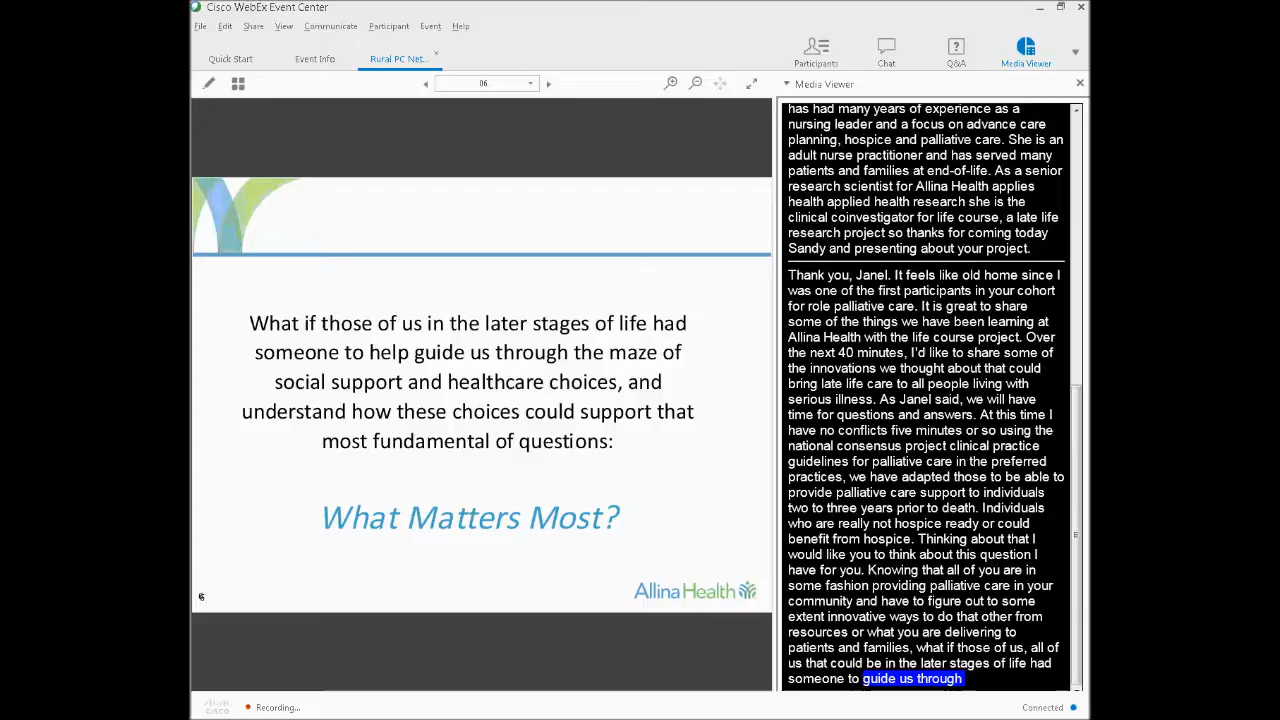 Cisco WebEx Event Center
File Edit Share View Communicate Participant Event Help
Quick Start Event Info Rural PC Net...
Participants Chat Q&A Media Viewer
06
Media Viewer
What if those of us in the later stages of life had
someone to help guide us through the maze of
social support and healthcare choices, and
understand how these choices could support that
most fundamental of questions:
What Matters Most?
AllinaHealth
6
has had many years of experience as a
nursing leader and a focus on advance care
planning, hospice and palliative care. She is an
adult nurse practitioner and has served many
patients and families at end-of-life. As a senior
research scientist for Allina Health applies
health applied health research she is the
clinical coinvestigator for life course, a late life
research project so thanks for coming today
Sandy and presenting about your project.
Thank you, Janel. It feels like old home since I
was one of the first participants in your cohort
for role palliative care. It is great to share
some of the things we have been learning at
Allina Health with the life course project. Over
the next 40 minutes, I'd like to share some of
the innovations we thought about that could
bring late life care to all people living with
serious illness. As Janel said, we will have
time for questions and answers. At this time I
have no conflicts five minutes or so using the
national consensus project clinical practice
guidelines for palliative care in the preferred
practices, we have adapted those to be able to
provide palliative care support to individuals
two to three years prior to death. Individuals
who are really not hospice ready or could
benefit from hospice. Thinking about that I
would like you to think about this question I
have for you. Knowing that all of you are in
some fashion providing palliative care in your
community and have to figure out to some
extent innovative ways to do that other from
resources or what you are delivering to
patients and families, what if those of us, all of
us that could be in the later stages of life had
someone to guide us through
cisco
Recording...
Connected